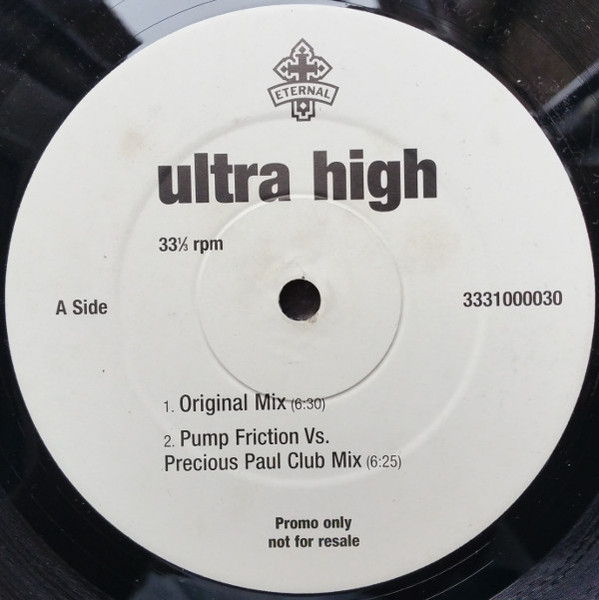 ETERNAL
ultra high
33⅓ rpm
A Side
3331000030
1. Original Mix (6:30)
2. Pump Friction Vs.
Precious Paul Club Mix (6:25)
Promo only
not for resale